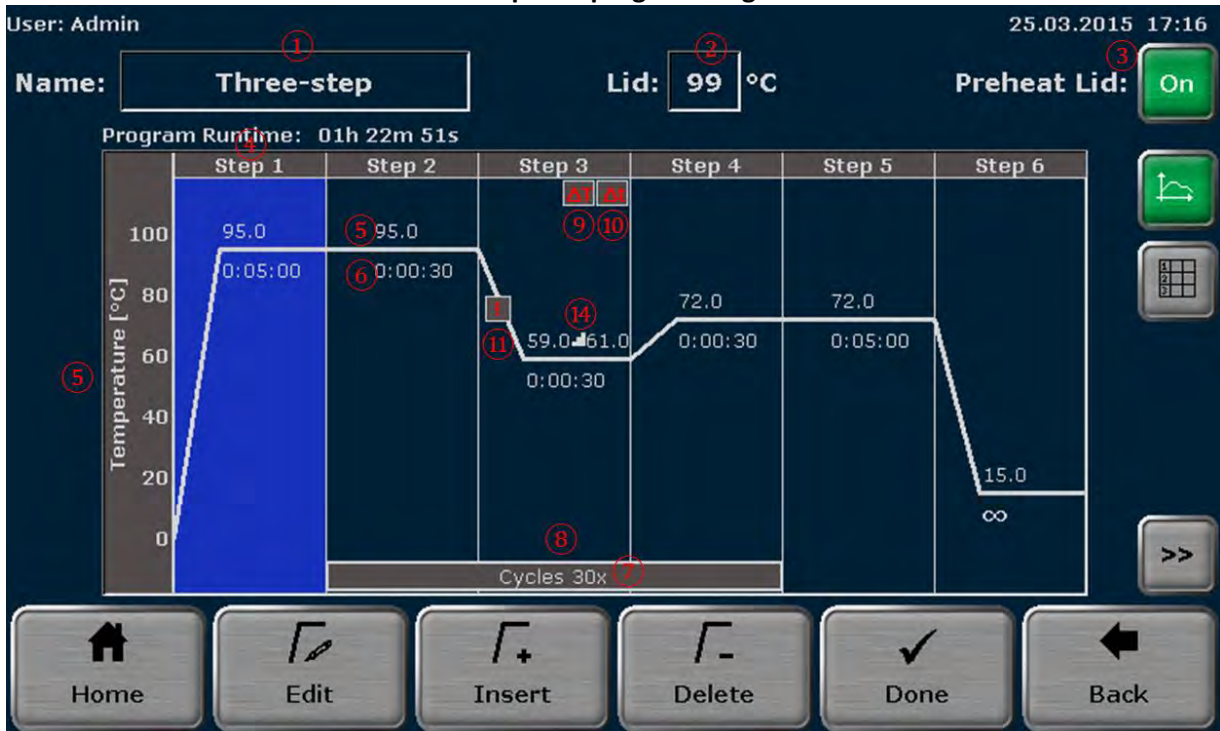 User: Admin
25.03.2015 17:16
① ② ③
Name: Three-step Lid: 99 °C Preheat Lid: On
Program Runtime: 01h 22m 51s
④
Step 1 Step 2 Step 3 Step 4 Step 5 Step 6
ΔT Δt
⑨ ⑩
100 95.0 ⑤ 95.0
0:05:00 ⑥ 0:00:30
80 72.0 72.0
! ⑭
⑪ 59.0 61.0 0:00:30 0:05:00
60
⑤ Temperature [°C]
0:00:30
40
20 15.0
∞
0 ⑧
Cycles 30x ⑦
1
2
3
>>
Home Edit Insert Delete Done Back